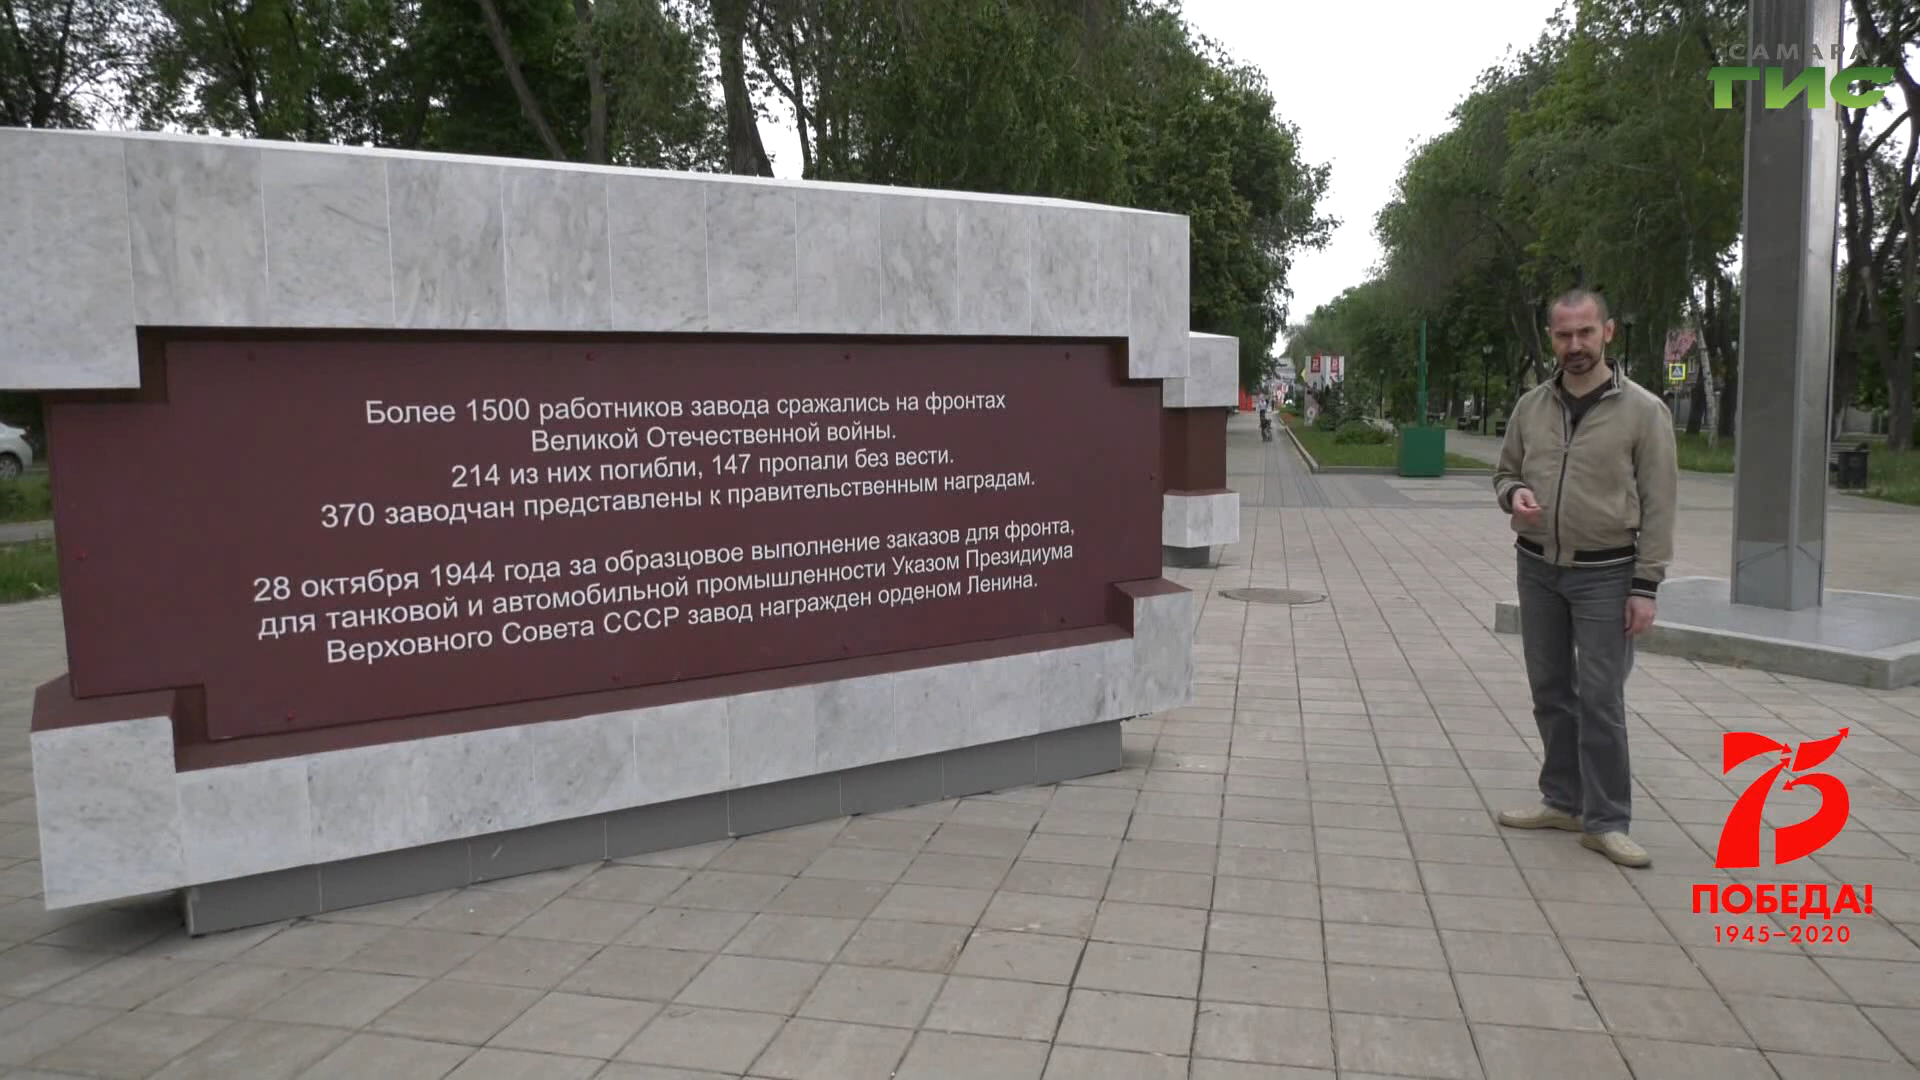 САМАРА
ГИС
Более 1500 работников завода сражались на фронтах
Великой Отечественной войны.
214 из них погибли, 147 пропали без вести.
370 заводчан представлены к правительственным наградам.
28 октября 1944 года за образцовое выполнение заказов для фронта,
для танковой и автомобильной промышленности Указом Президиума
Верховного Совета СССР завод награжден орденом Ленина.
75
ПОБЕДА!
1945–2020